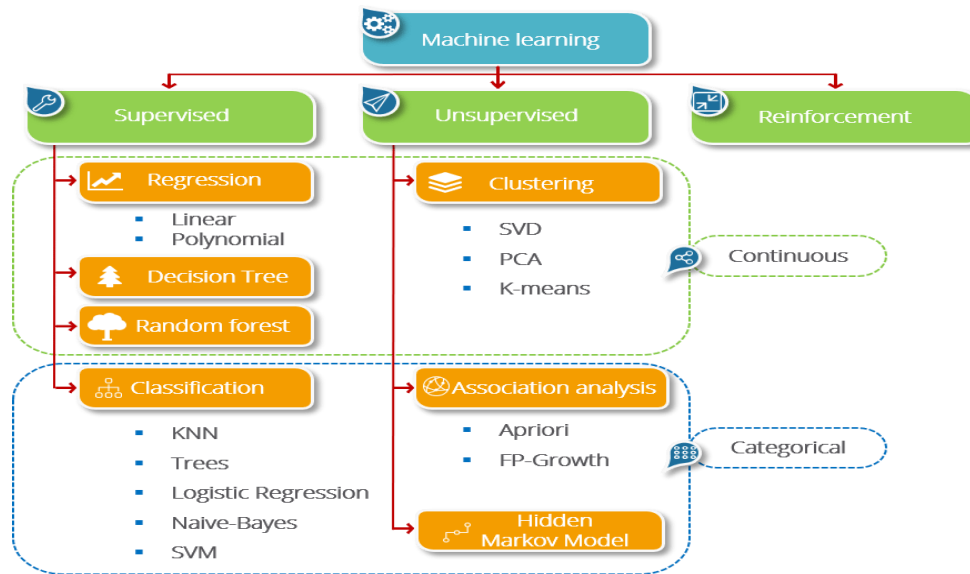 Machine learning
Supervised
Unsupervised
Reinforcement
Regression
Linear
Polynomial
Decision Tree
Random forest
Classification
KNN
Trees
Logistic Regression
Naive-Bayes
SVM
Clustering
SVD
PCA
K-means
Association analysis
Apriori
FP-Growth
Hidden
Markov Model
Continuous
Categorical